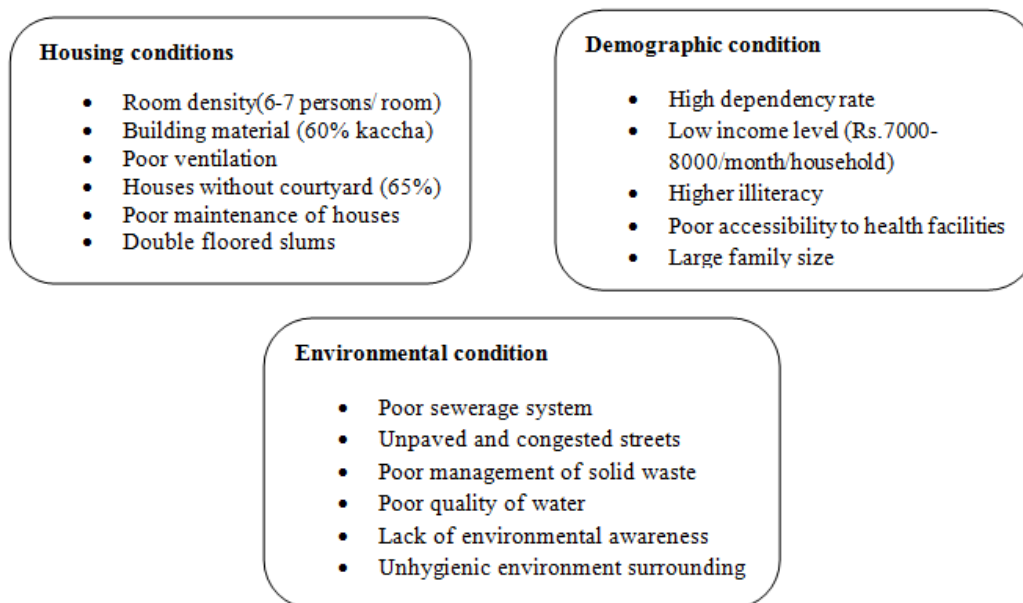 Housing conditions
• Room density(6-7 persons/ room)
• Building material (60% kaccha)
• Poor ventilation
• Houses without courtyard (65%)
• Poor maintenance of houses
• Double floored slums
Demographic condition
• High dependency rate
• Low income level (Rs.7000-
8000/month/household)
• Higher illiteracy
• Poor accessibility to health facilities
• Large family size
Environmental condition
• Poor sewerage system
• Unpaved and congested streets
• Poor management of solid waste
• Poor quality of water
• Lack of environmental awareness
• Unhygienic environment surrounding